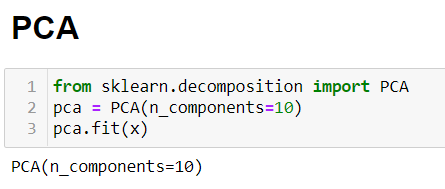 PCA
1 from sklearn.decomposition import PCA
2 pca = PCA(n_components=10)
3 pca.fit(x)
PCA(n_components=10)